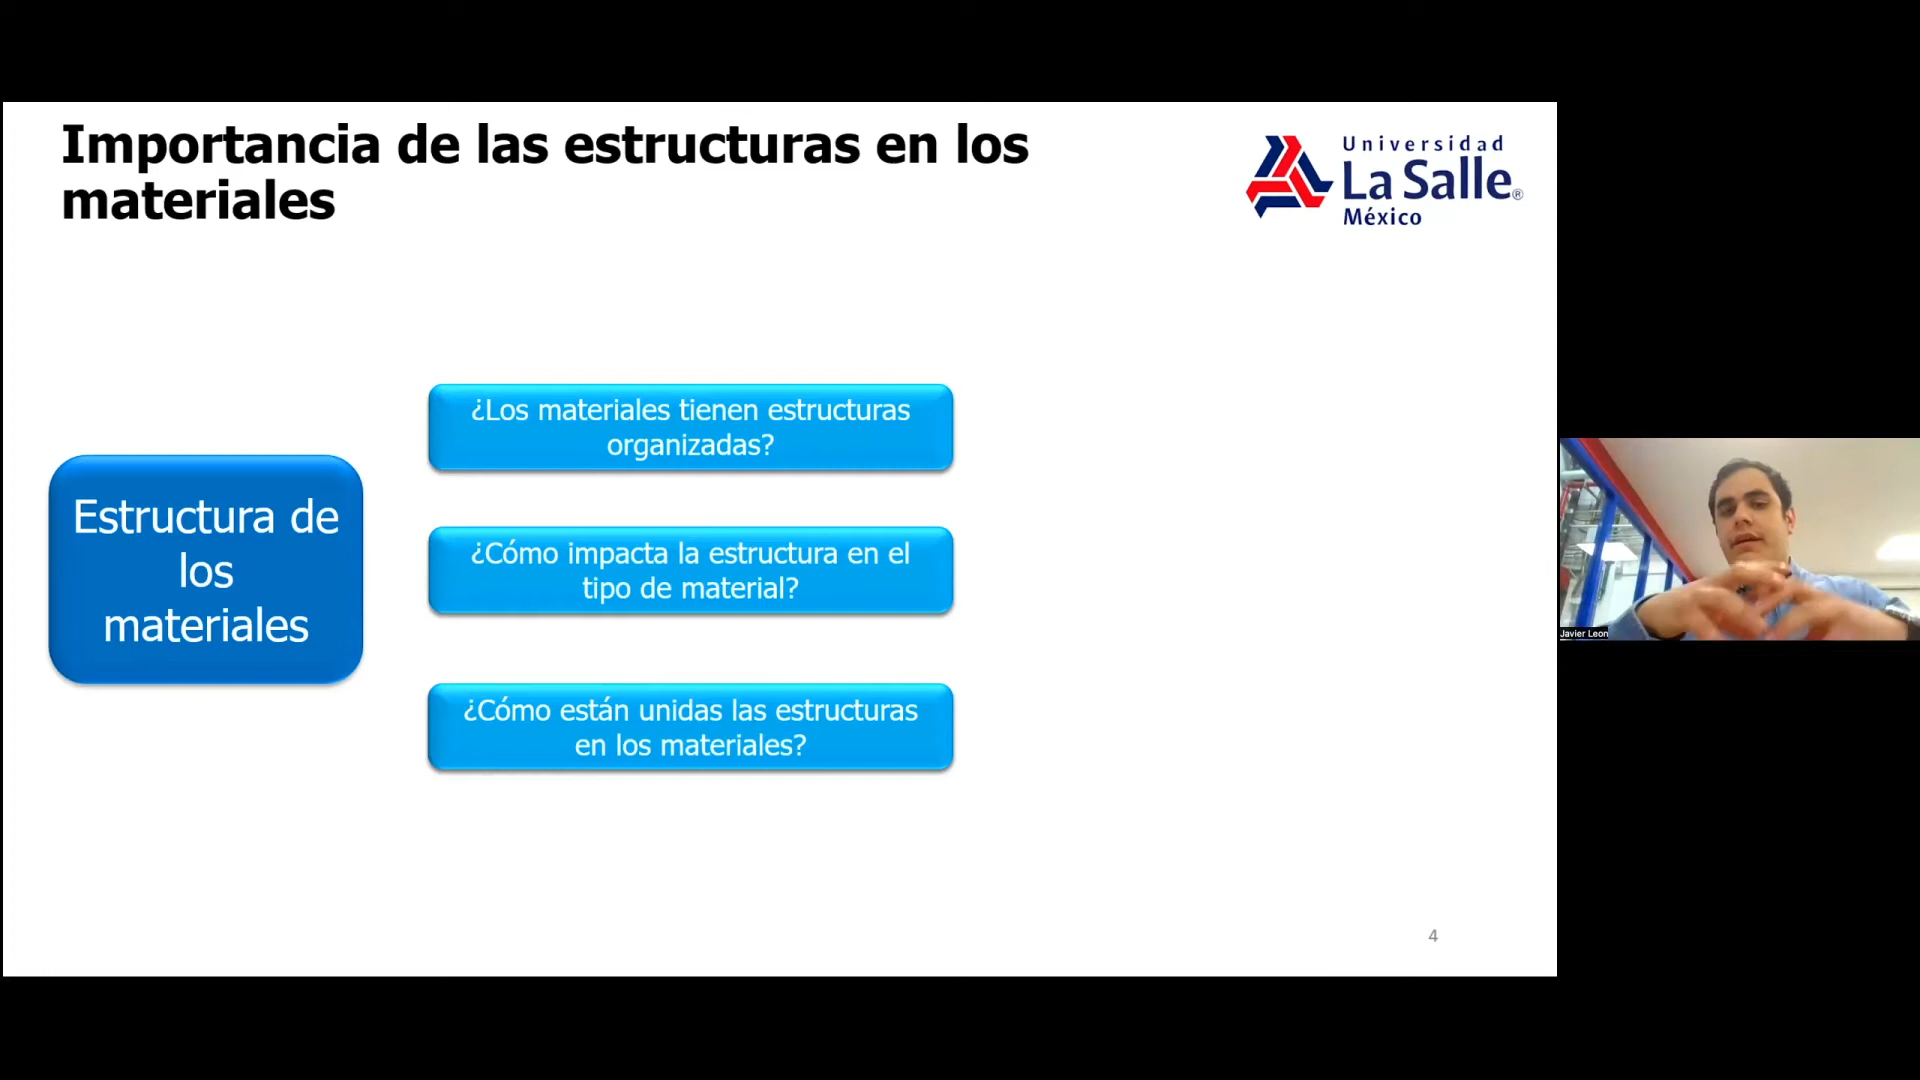 Importancia de las estructuras en los
materiales
Universidad
La Salle®
México
¿Los materiales tienen estructuras
organizadas?
Estructura de
los
materiales
¿Cómo impacta la estructura en el
tipo de material?
¿Cómo están unidas las estructuras
en los materiales?
Javier Leon
4